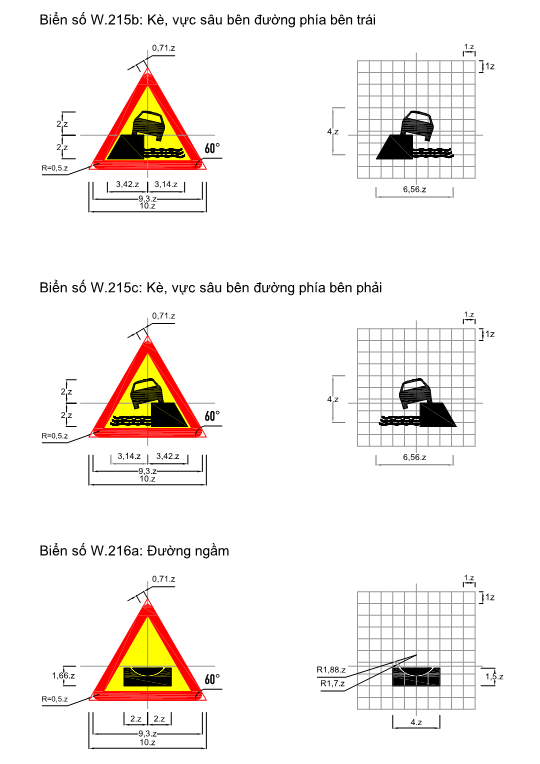 Biển số W.215b: Kè, vực sâu bên đường phía bên trái
0,71.z
1.z
1z
2.z
2.z
4.z
60°
R=0,5.z
3,42.z 3,14.z
6,56.z
9,3.z
10.z
Biển số W.215c: Kè, vực sâu bên đường phía bên phải
0,71.z
1.z
1z
2.z
2.z
4.z
60°
R=0,5.z
3,14.z 3,42.z
6,56.z
9,3.z
10.z
Biển số W.216a: Đường ngầm
0,71.z
1.z
1z
1,66.z
R1,88.z
R1,7.z
1,5.z
60°
R=0,5.z
2.z 2.z
4.z
9,3.z
10.z